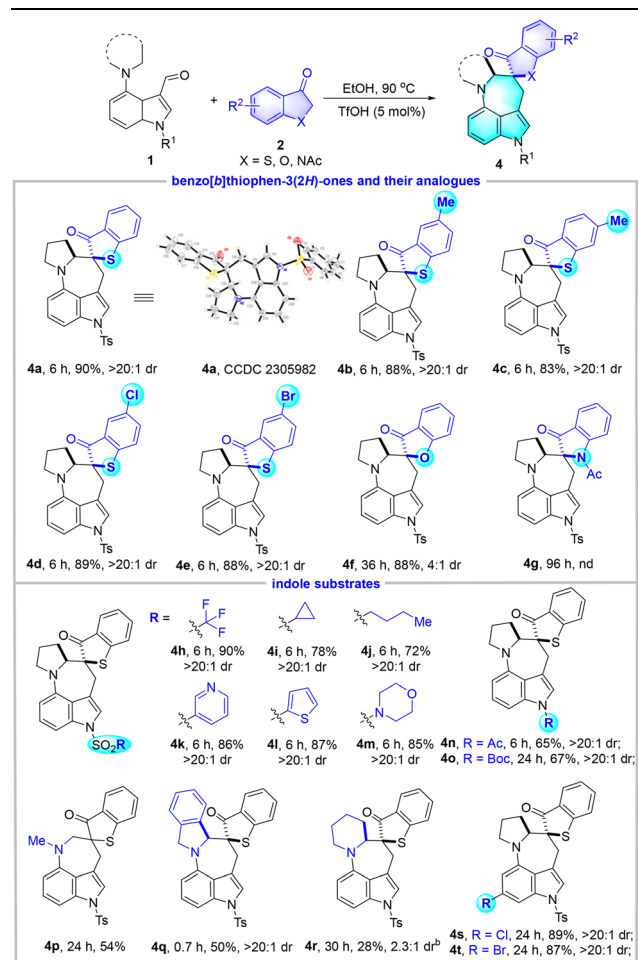 O
N
N
R¹
1
+
R²
O
X
2
X = S, O, NAc
EtOH, 90 °C
TfOH (5 mol%)
O
R²
X
N
N
R¹
4
benzo[b]thiophen-3(2H)-ones and their analogues
O
S
N
N
Ts
Me
O
S
N
N
Ts
Me
O
S
N
N
Ts
4a, 6 h, 90%, >20:1 dr
4a, CCDC 2305982
4b, 6 h, 88%, >20:1 dr
4c, 6 h, 83%, >20:1 dr
Cl
O
S
N
N
Ts
Br
O
S
N
N
Ts
O
O
N
N
Ts
O
N
Ac
N
N
Ts
4d, 6 h, 89%, >20:1 dr
4e, 6 h, 88%, >20:1 dr
4f, 36 h, 88%, 4:1 dr
4g, 96 h, nd
indole substrates
O
S
N
N
SO₂R
R =
F
F
F
4h, 6 h, 90%
>20:1 dr
4i, 6 h, 78%
>20:1 dr
Me
4j, 6 h, 72%
>20:1 dr
N
4k, 6 h, 86%
>20:1 dr
S
4l, 6 h, 87%
>20:1 dr
O
N
4m, 6 h, 85%
>20:1 dr
O
S
N
N
R
4n, R = Ac, 6 h, 65%, >20:1 dr;
4o, R = Boc, 24 h, 67%, >20:1 dr;
O
S
Me
N
N
Ts
O
S
N
N
Ts
O
S
N
N
Ts
O
S
N
R
N
Ts
4p, 24 h, 54%
4q, 0.7 h, 50%, >20:1 dr
4r, 30 h, 28%, 2.3:1 drᵇ
4s, R = Cl, 24 h, 89%, >20:1 dr;
4t, R = Br, 24 h, 87%, >20:1 dr;